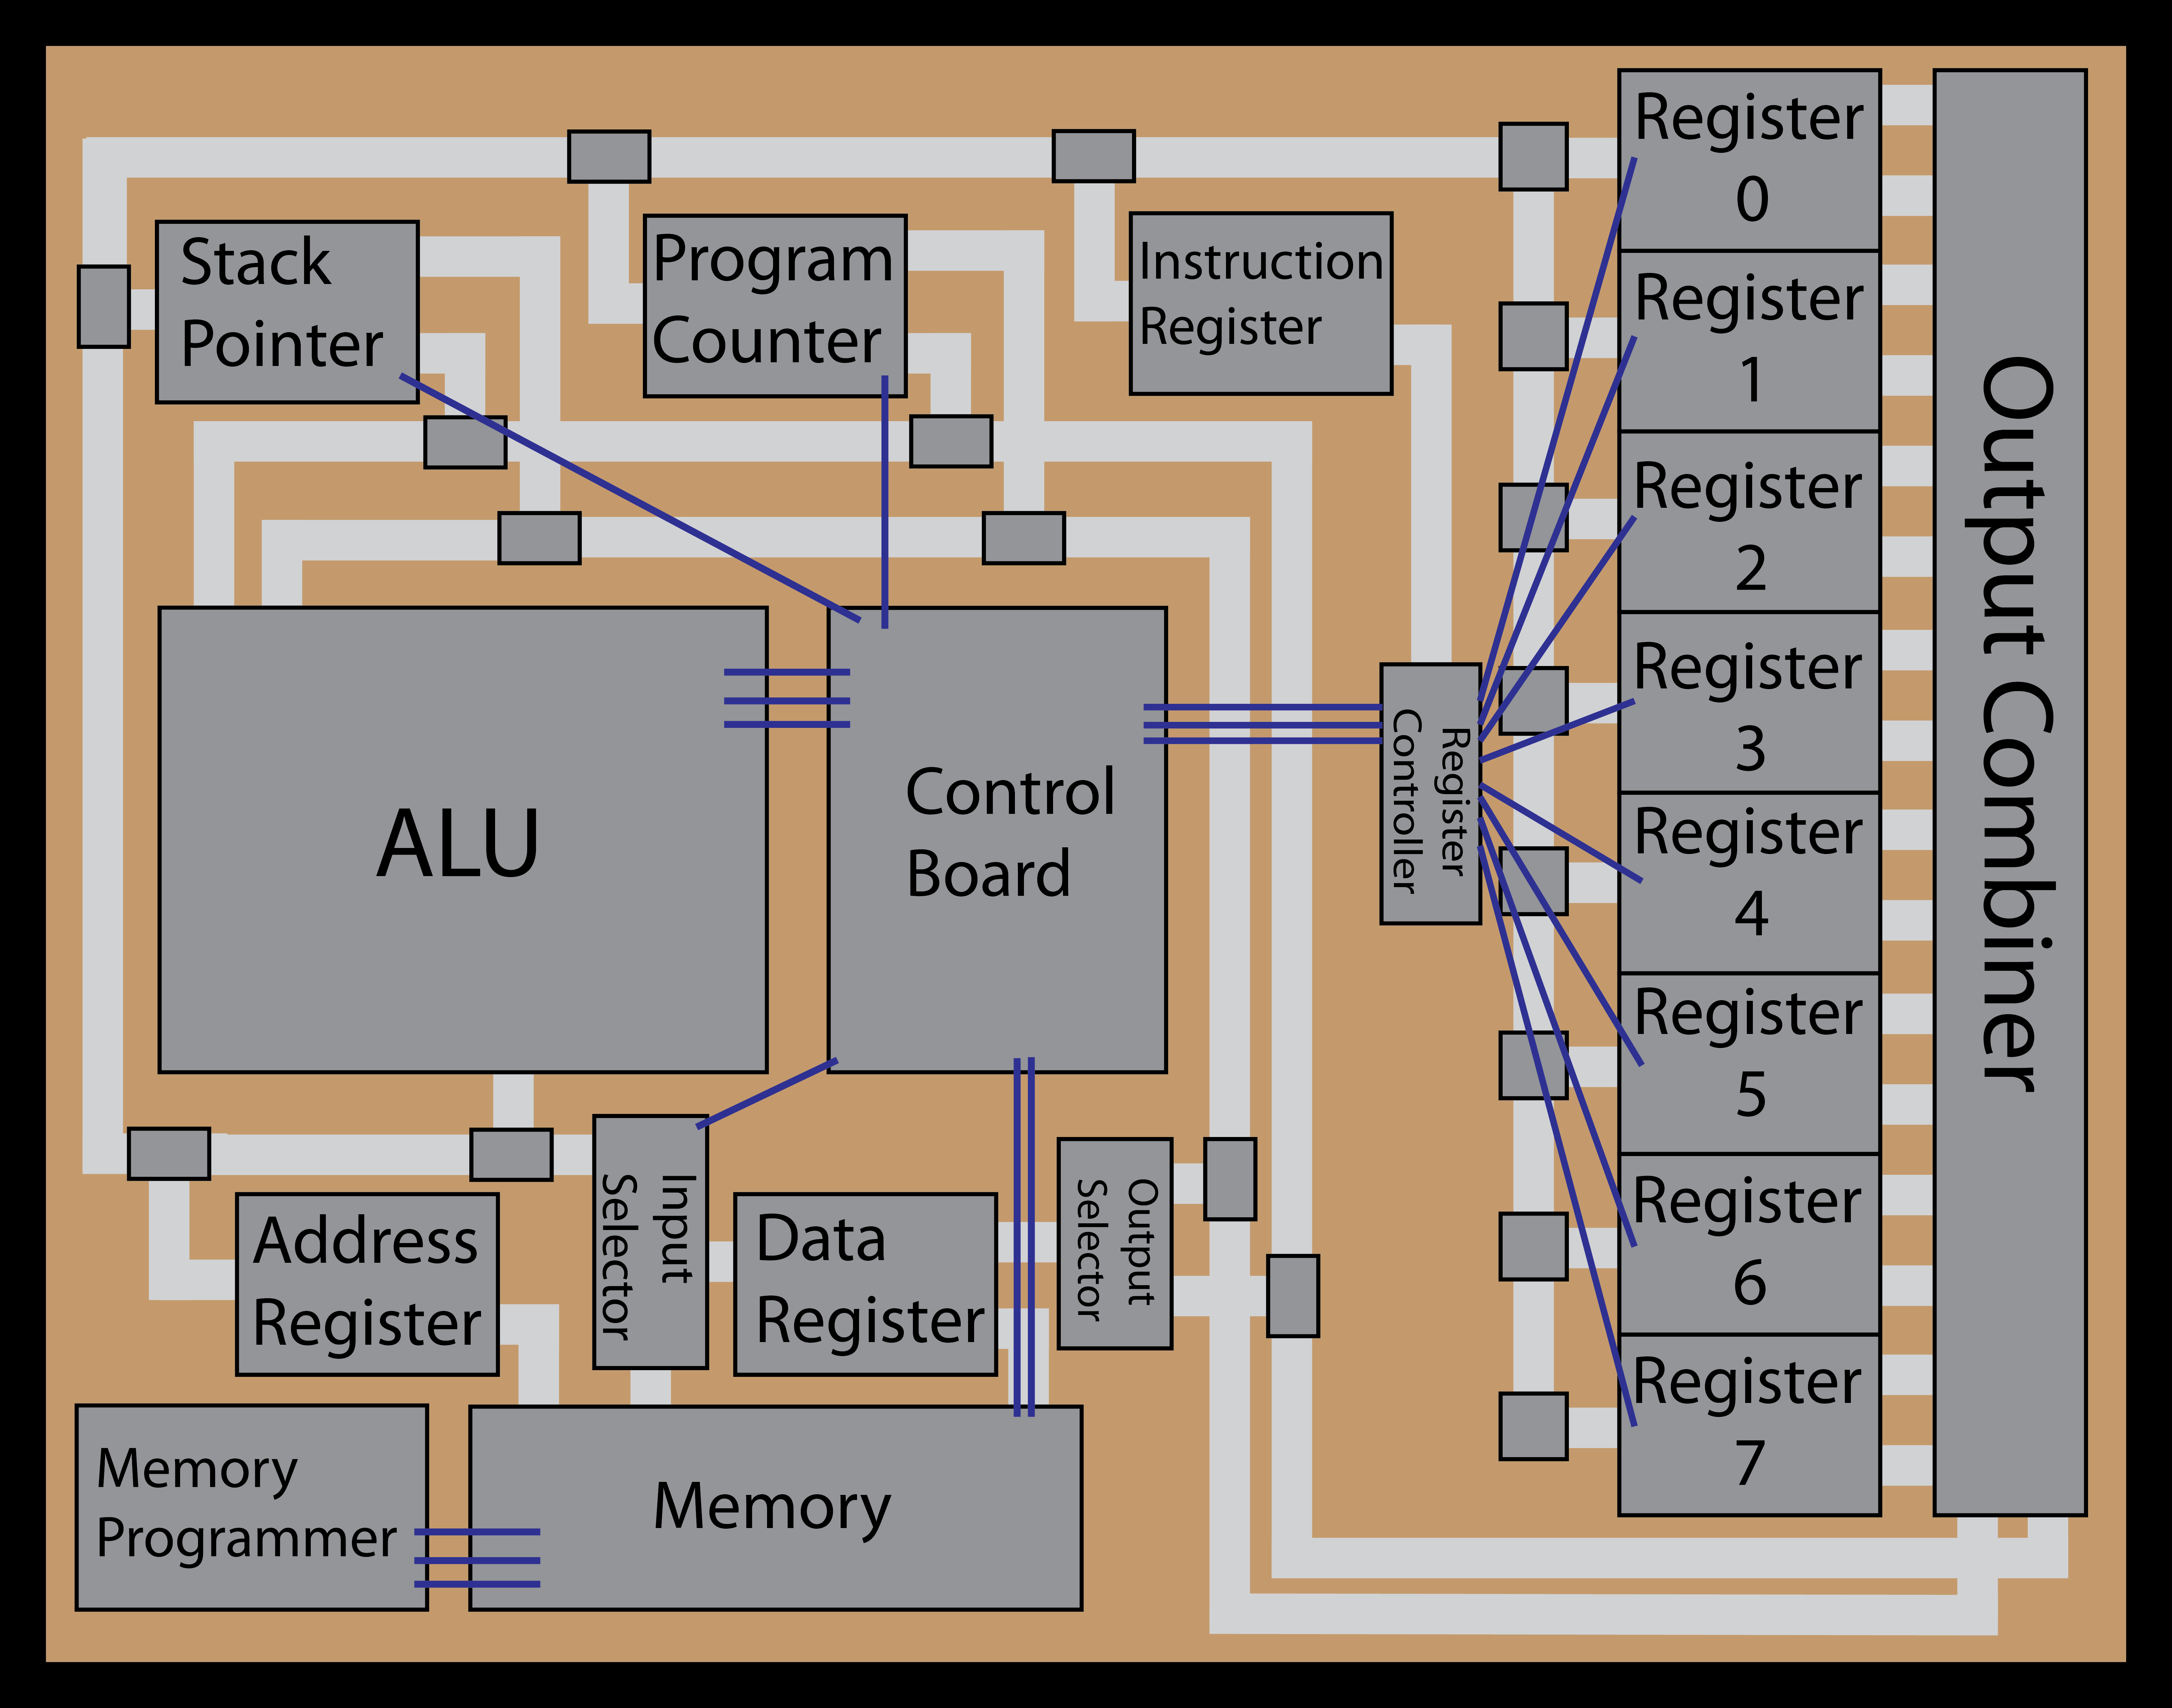 Stack
Pointer
Program
Counter
Instruction
Register
Register
0
Register
1
Register
2
Register
3
Register
4
Register
5
Register
6
Register
7
Output Combiner
ALU
Control
Board
Register
Controller
Address
Register
Input
Selector
Data
Register
Output
Selector
Memory
Programmer
Memory